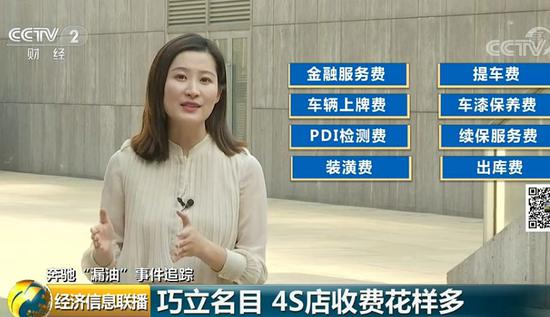 CCTV 2
财经
CCTV
金融服务费
提车费
车辆上牌费
车漆保养费
PDI检测费
续保服务费
装潢费
出库费
奔驰“漏油”事件追踪
经济信息联播
巧立名目 4S店收费花样多